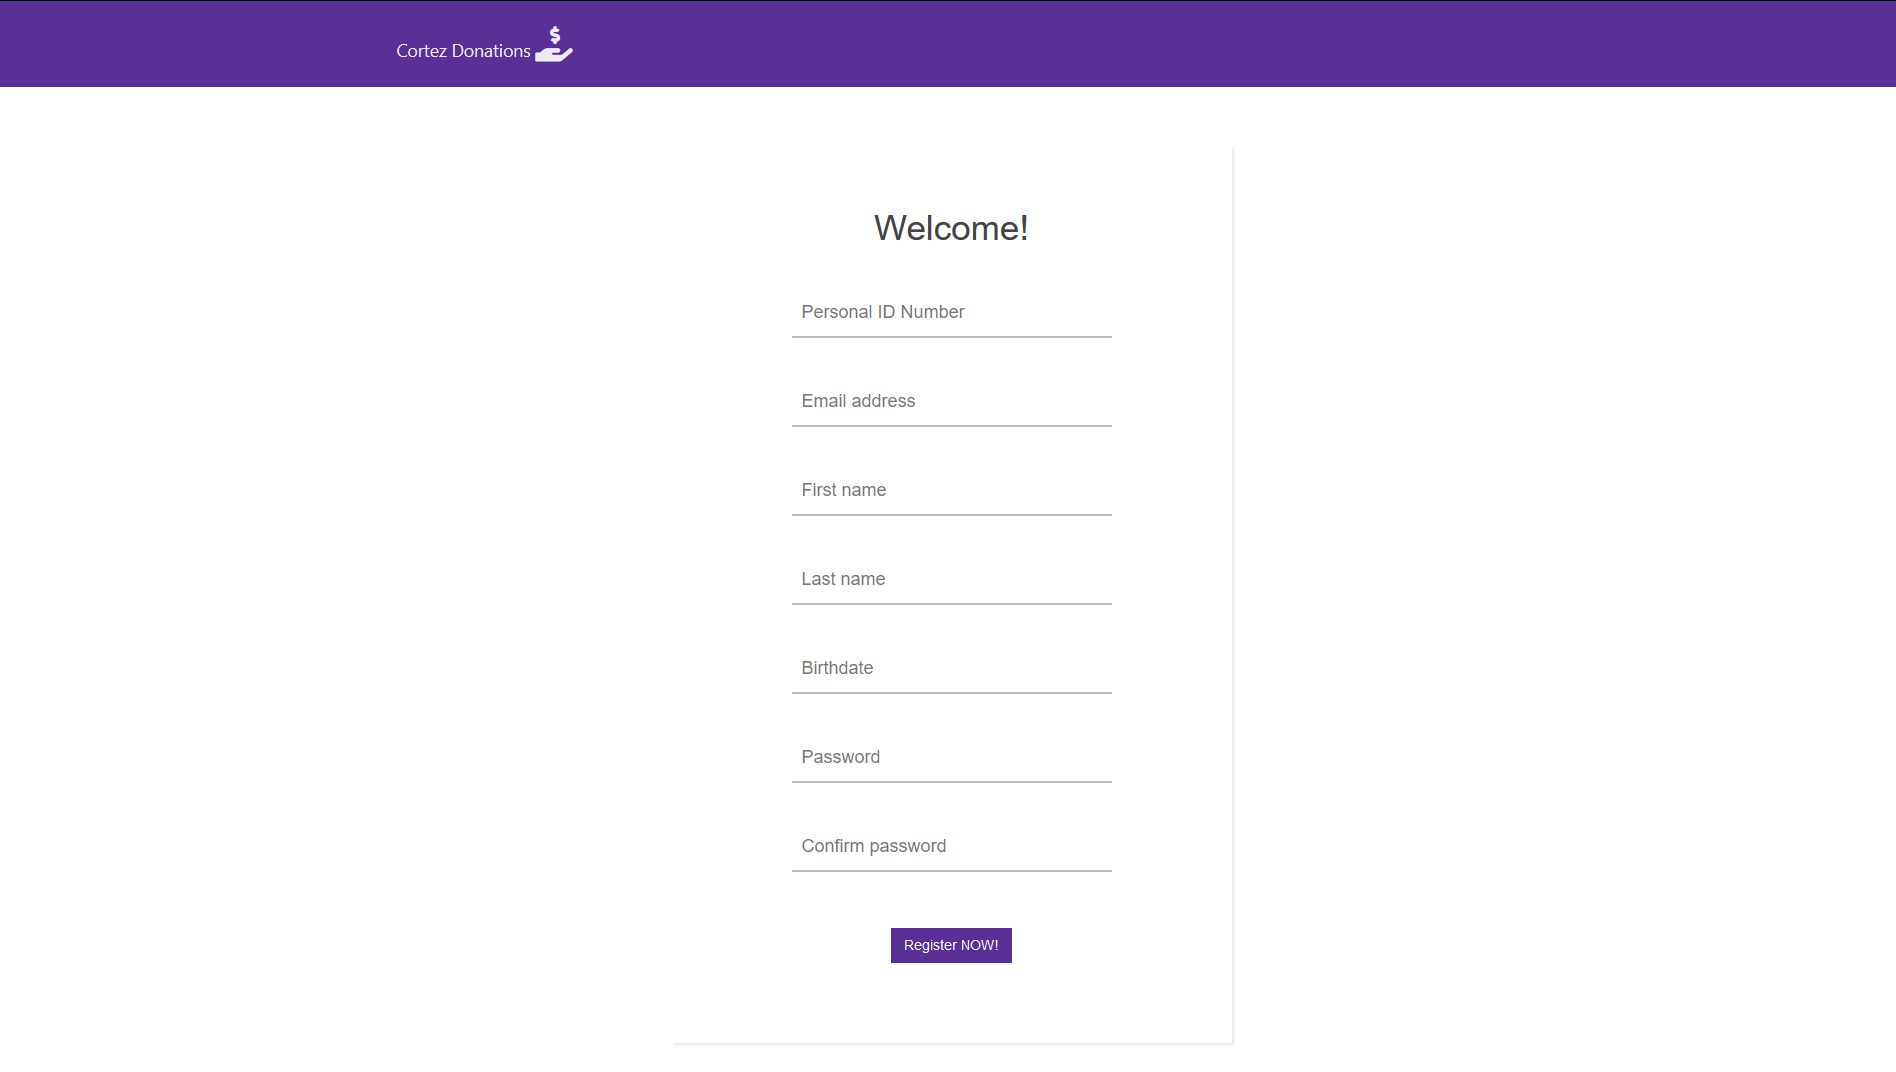 Cortez Donations
Welcome!
Personal ID Number
Email address
First name
Last name
Birthdate
Password
Confirm password
Register NOW!